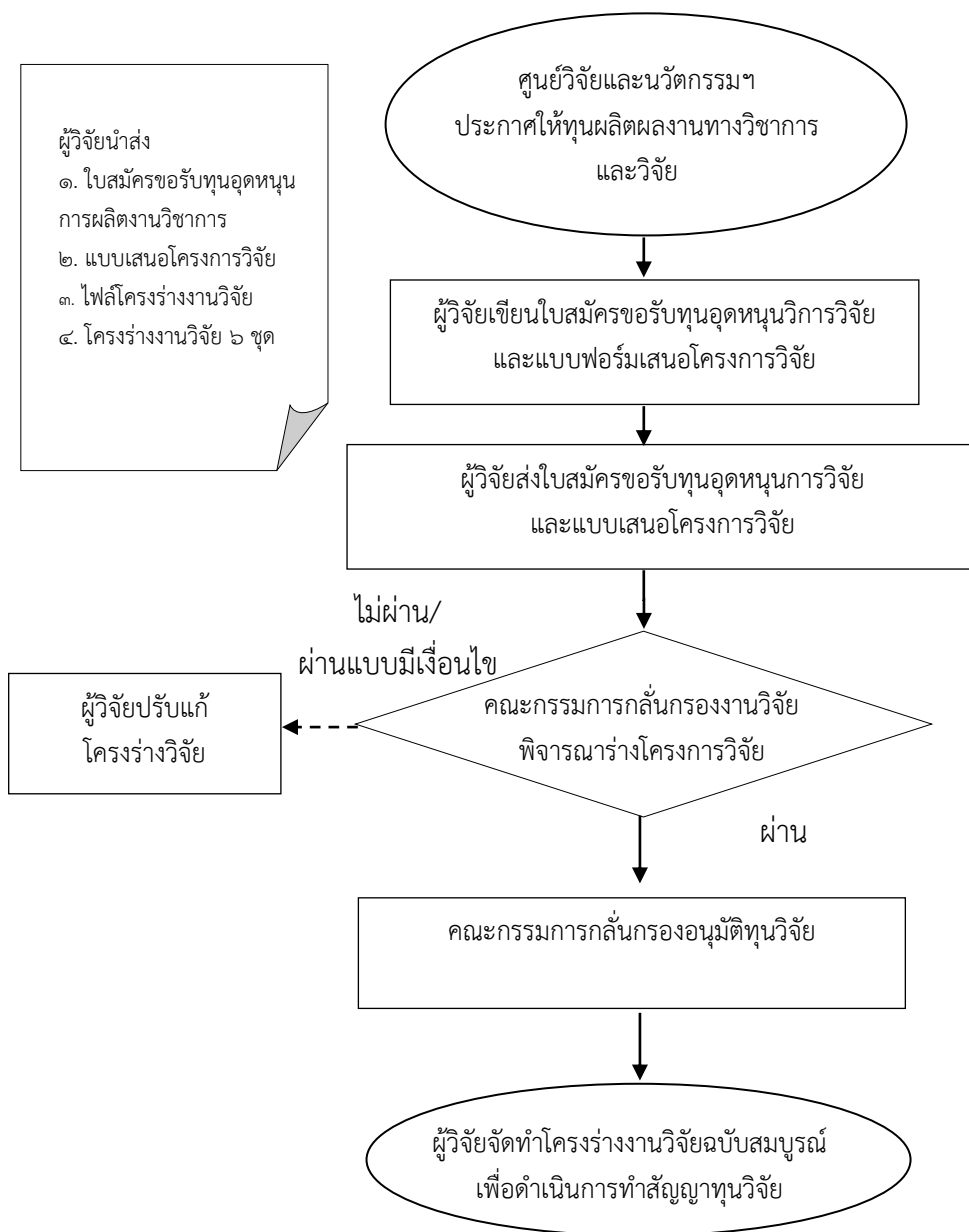 ศูนย์วิจัยและนวัตกรรมฯ
ประกาศให้ทุนผลิตผลงานทางวิชาการ
และวิจัย
ผู้วิจัยนำส่ง
๑. ใบสมัครขอรับทุนอุดหนุน
การผลิตงานวิชาการ
๒. แบบเสนอโครงการวิจัย
๓. ไฟล์โครงร่างงานวิจัย
๔. โครงร่างงานวิจัย ๖ ชุด
ผู้วิจัยเขียนใบสมัครขอรับทุนอุดหนุนวิการวิจัย
และแบบฟอร์มเสนอโครงการวิจัย
ผู้วิจัยส่งใบสมัครขอรับทุนอุดหนุนการวิจัย
และแบบเสนอโครงการวิจัย
ไม่ผ่าน/
ผ่านแบบมีเงื่อนไข
ผู้วิจัยปรับแก้
โครงร่างวิจัย
คณะกรรมการกลั่นกรองงานวิจัย
พิจารณาร่างโครงการวิจัย
ผ่าน
คณะกรรมการกลั่นกรองอนุมัติทุนวิจัย
ผู้วิจัยจัดทำโครงร่างงานวิจัยฉบับสมบูรณ์
เพื่อดำเนินการทำสัญญาทุนวิจัย